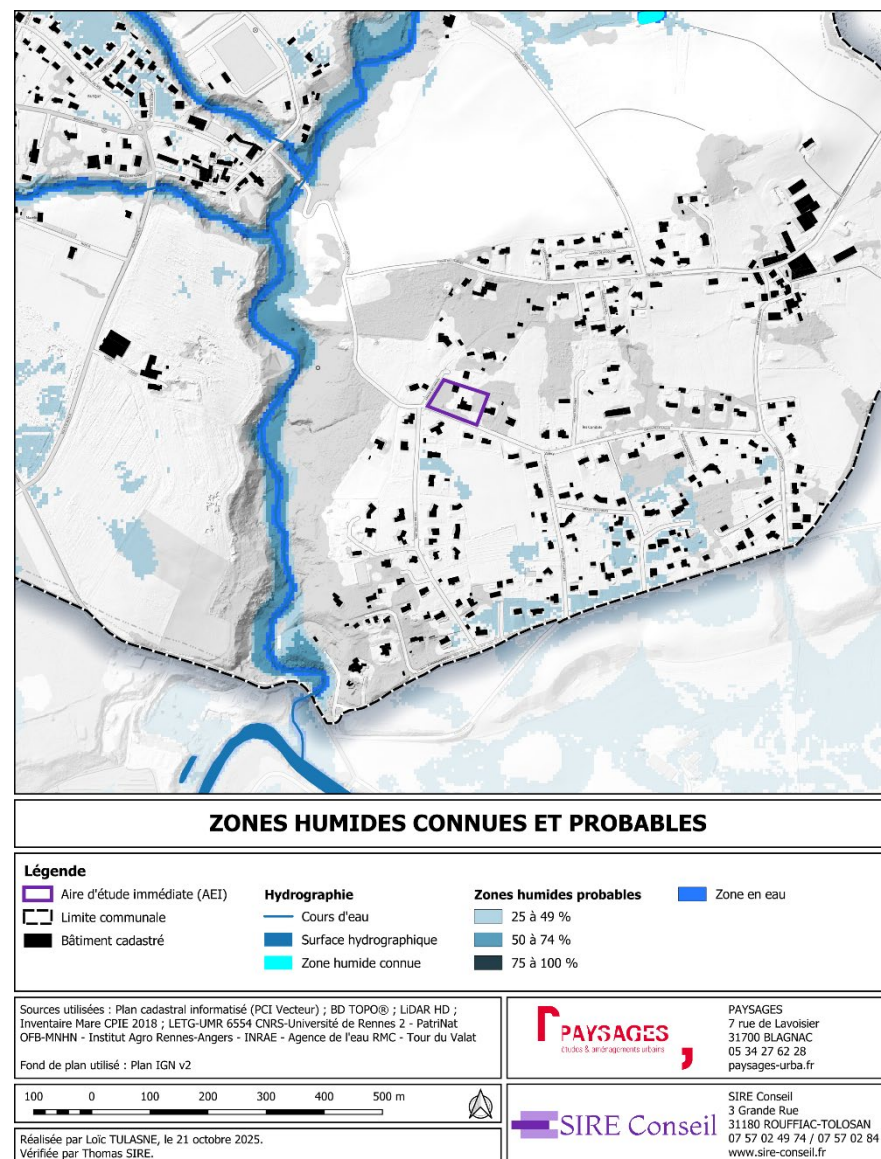 ZONES HUMIDES CONNUES ET PROBABLES
Légende
Aire d'étude immédiate (AEI)
Limite communale
Bâtiment cadastré
Hydrographie
Cours d'eau
Surface hydrographique
Zone humide connue
Zones humides probables
25 à 49 %
50 à 74 %
75 à 100 %
Zone en eau
Sources utilisées : Plan cadastral informatisé (PCI Vecteur) ; BD TOPO® ; LiDAR HD ;
Inventaire Mare CPIE 2018 ; LETG-UMR 6554 CNRS-Université de Rennes 2 - PatriNat
OFB-MNHN - Institut Agro Rennes-Angers - INRAE - Agence de l'eau RMC - Tour du Valat
Fond de plan utilisé : Plan IGN v2
PAYSAGES
études & aménagements urbains
PAYSAGES
7 rue de Lavoisier
31700 BLAGNAC
05 34 27 62 28
paysages-urba.fr
100 0 100 200 300 400 500 m
Réalisée par Loïc TULASNE, le 21 octobre 2025.
Vérifiée par Thomas SIRE.
SIRE Conseil
SIRE Conseil
3 Grande Rue
31180 ROUFFIAC-TOLOSAN
07 57 02 49 74 / 07 57 02 84
www.sire-conseil.fr